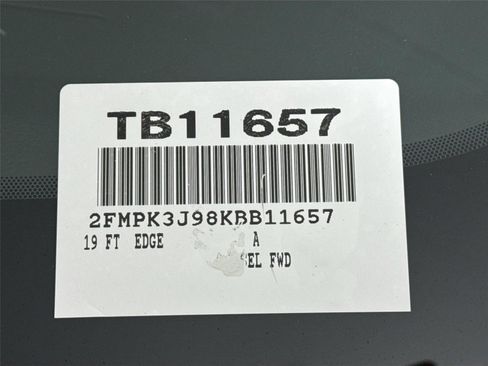 TB11657
2FMPK3J98KBB11657
19 FT EDGE A
SEL FWD